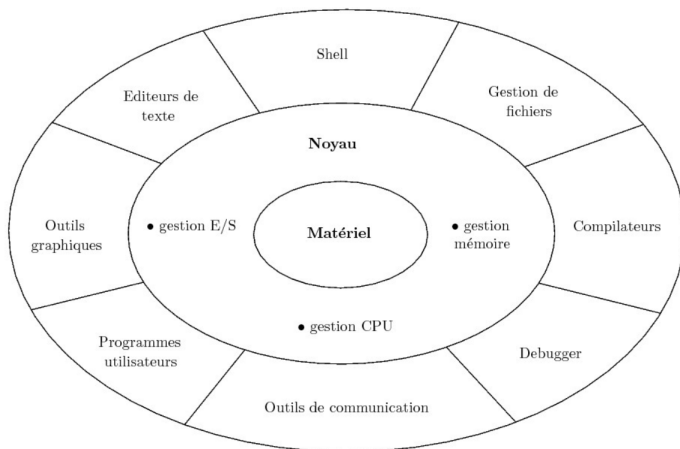 Shell
Editeurs de
texte
Gestion de
fichiers
Noyau
Outils
graphiques
• gestion E/S
Matériel
• gestion
mémoire
Compilateurs
• gestion CPU
Programmes
utilisateurs
Debugger
Outils de communication